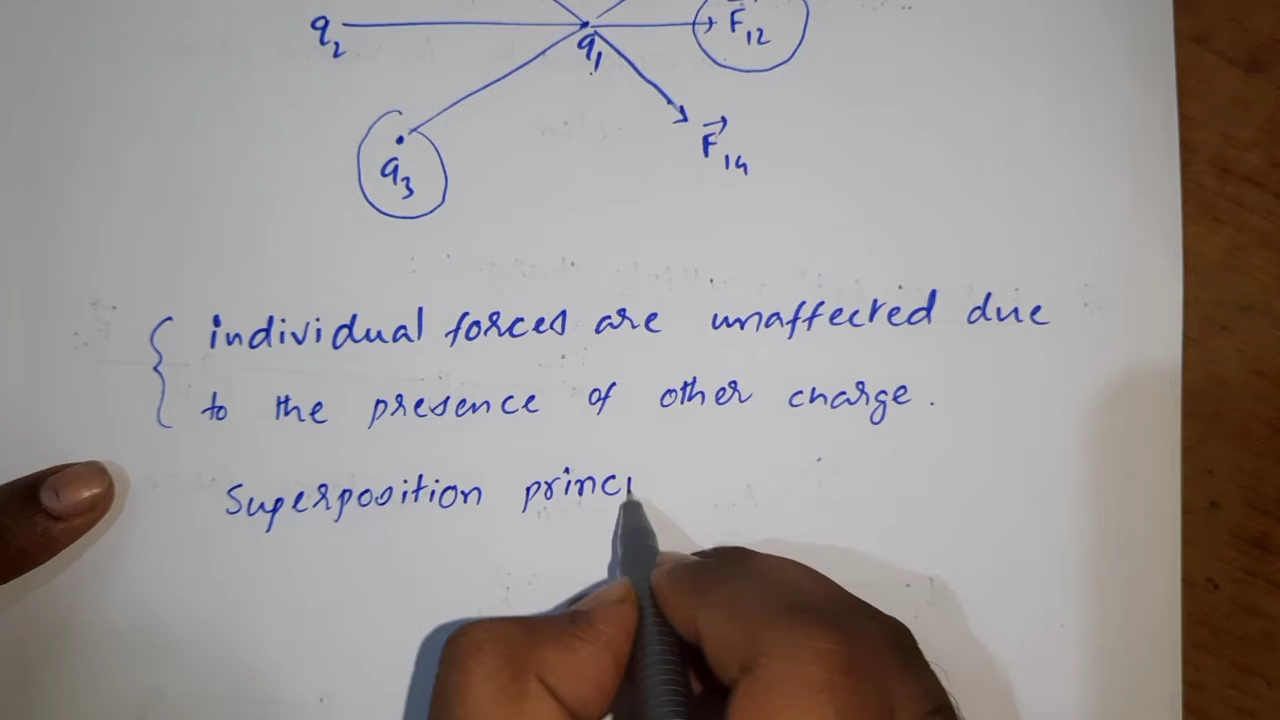 q2 q1 F12
q3 F14
individual forces are unaffected due
to the presence of other charge.
Superposition princi